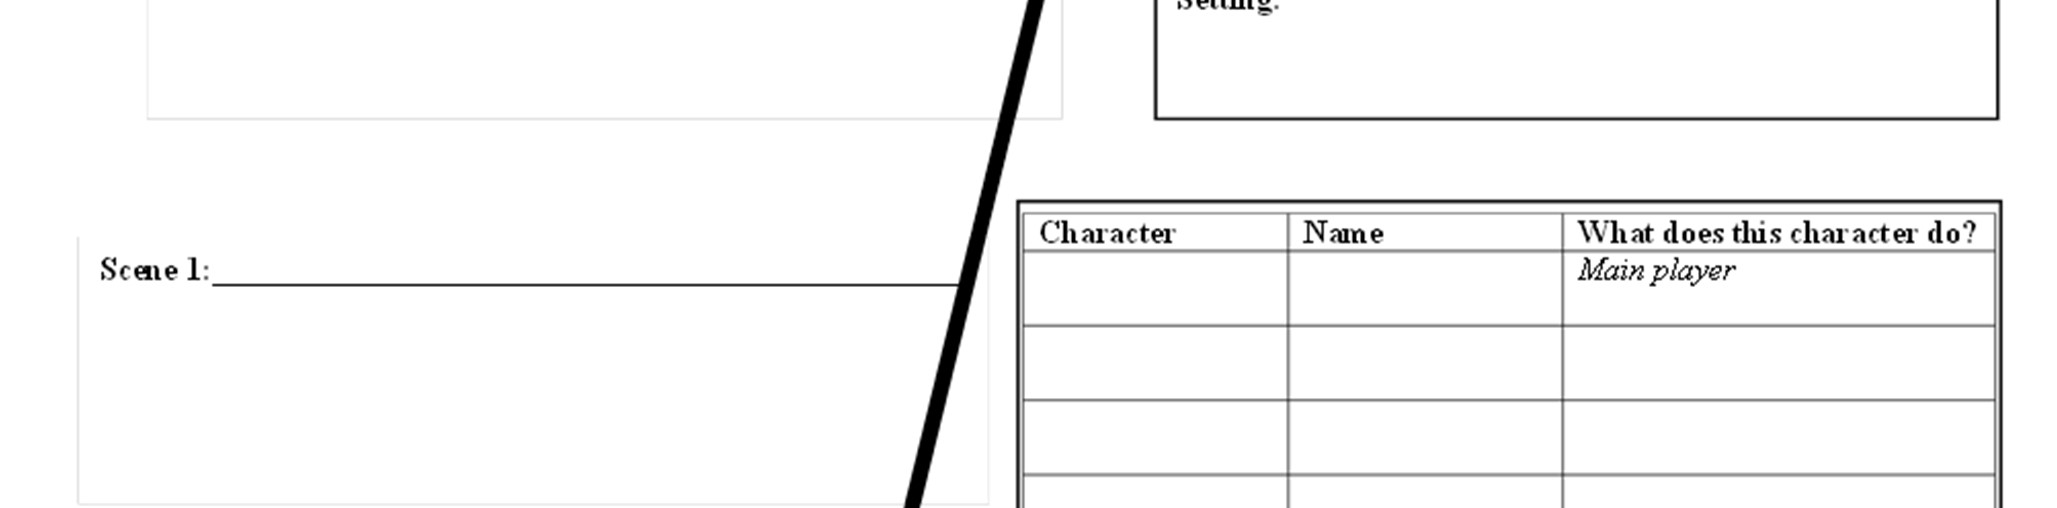 Setting:
Scene 1:
Character Name What does this character do?
Main player